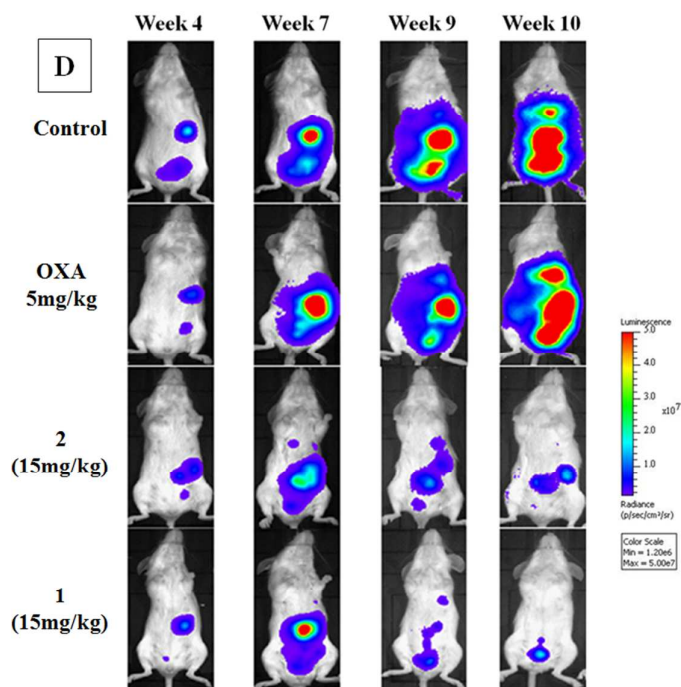 Week 4 Week 7 Week 9 Week 10
D
Control
OXA
5mg/kg
2
(15mg/kg)
1
(15mg/kg)
Luminescence
5.0
4.0
3.0
x10⁷
2.0
1.0
Radiance
(p/sec/cm²/sr)
Color Scale
Min = 1.20e6
Max = 5.00e7